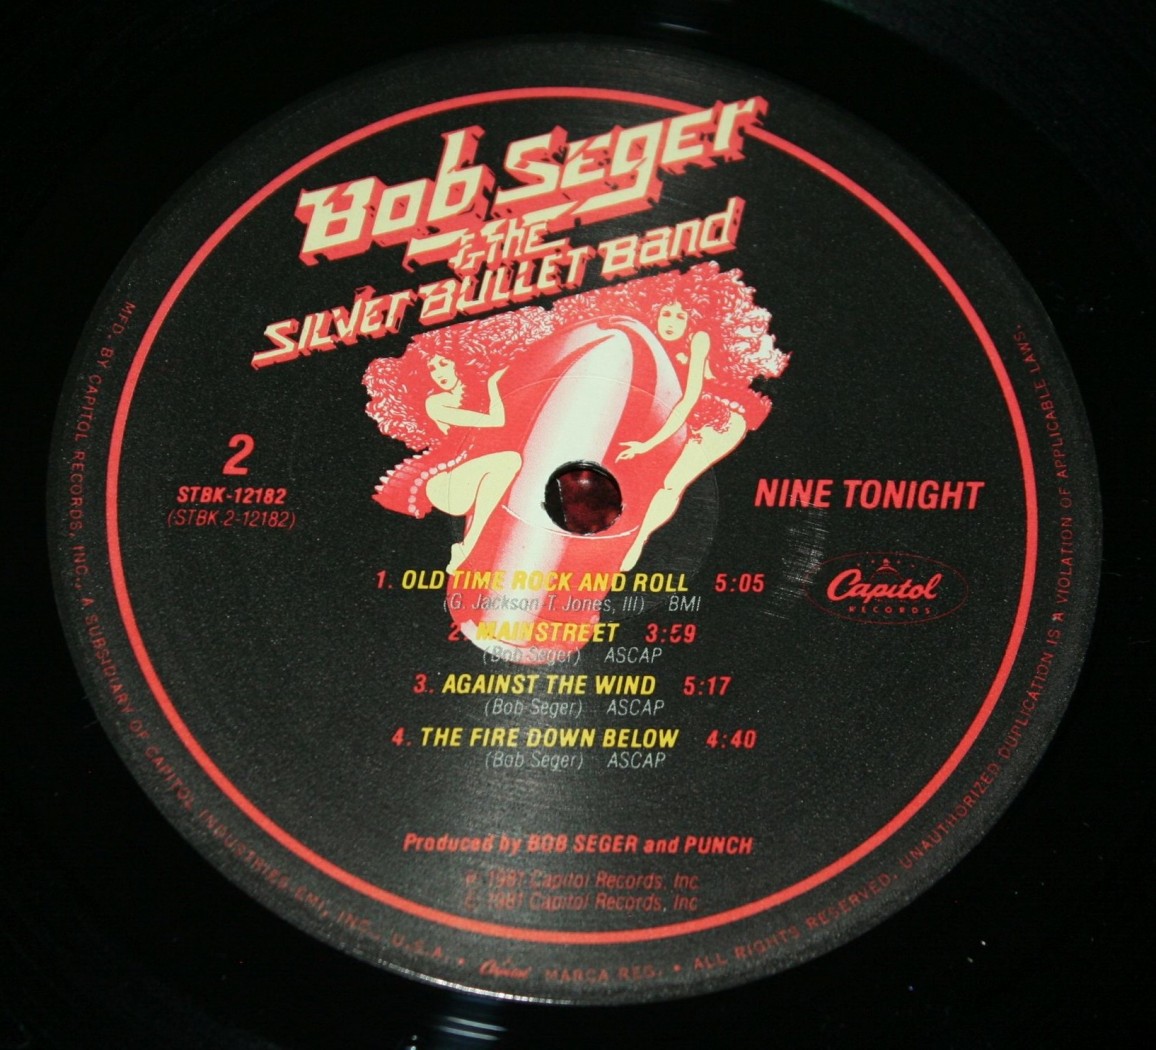 Bob Seger
& The
Silver Bullet Band
2
STBK-12182
(STBK-2-12182)
NINE TONIGHT
Capitol
RECORDS
1. OLD TIME ROCK AND ROLL 5:05
(G. Jackson-T. Jones, III) BMI
2. MAINSTREET 3:59
(Bob Seger) ASCAP
3. AGAINST THE WIND 5:17
(Bob Seger) ASCAP
4. THE FIRE DOWN BELOW 4:40
(Bob Seger) ASCAP
Produced by BOB SEGER and PUNCH
℗ 1981 Capitol Records, Inc
© 1981 Capitol Records, Inc
MFD. BY CAPITOL RECORDS, INC., A SUBSIDIARY OF CAPITOL INDUSTRIES-EMI, INC., U.S.A. • Capitol MARCA REG. • ALL RIGHTS RESERVED. UNAUTHORIZED DUPLICATION IS A VIOLATION OF APPLICABLE LAWS.